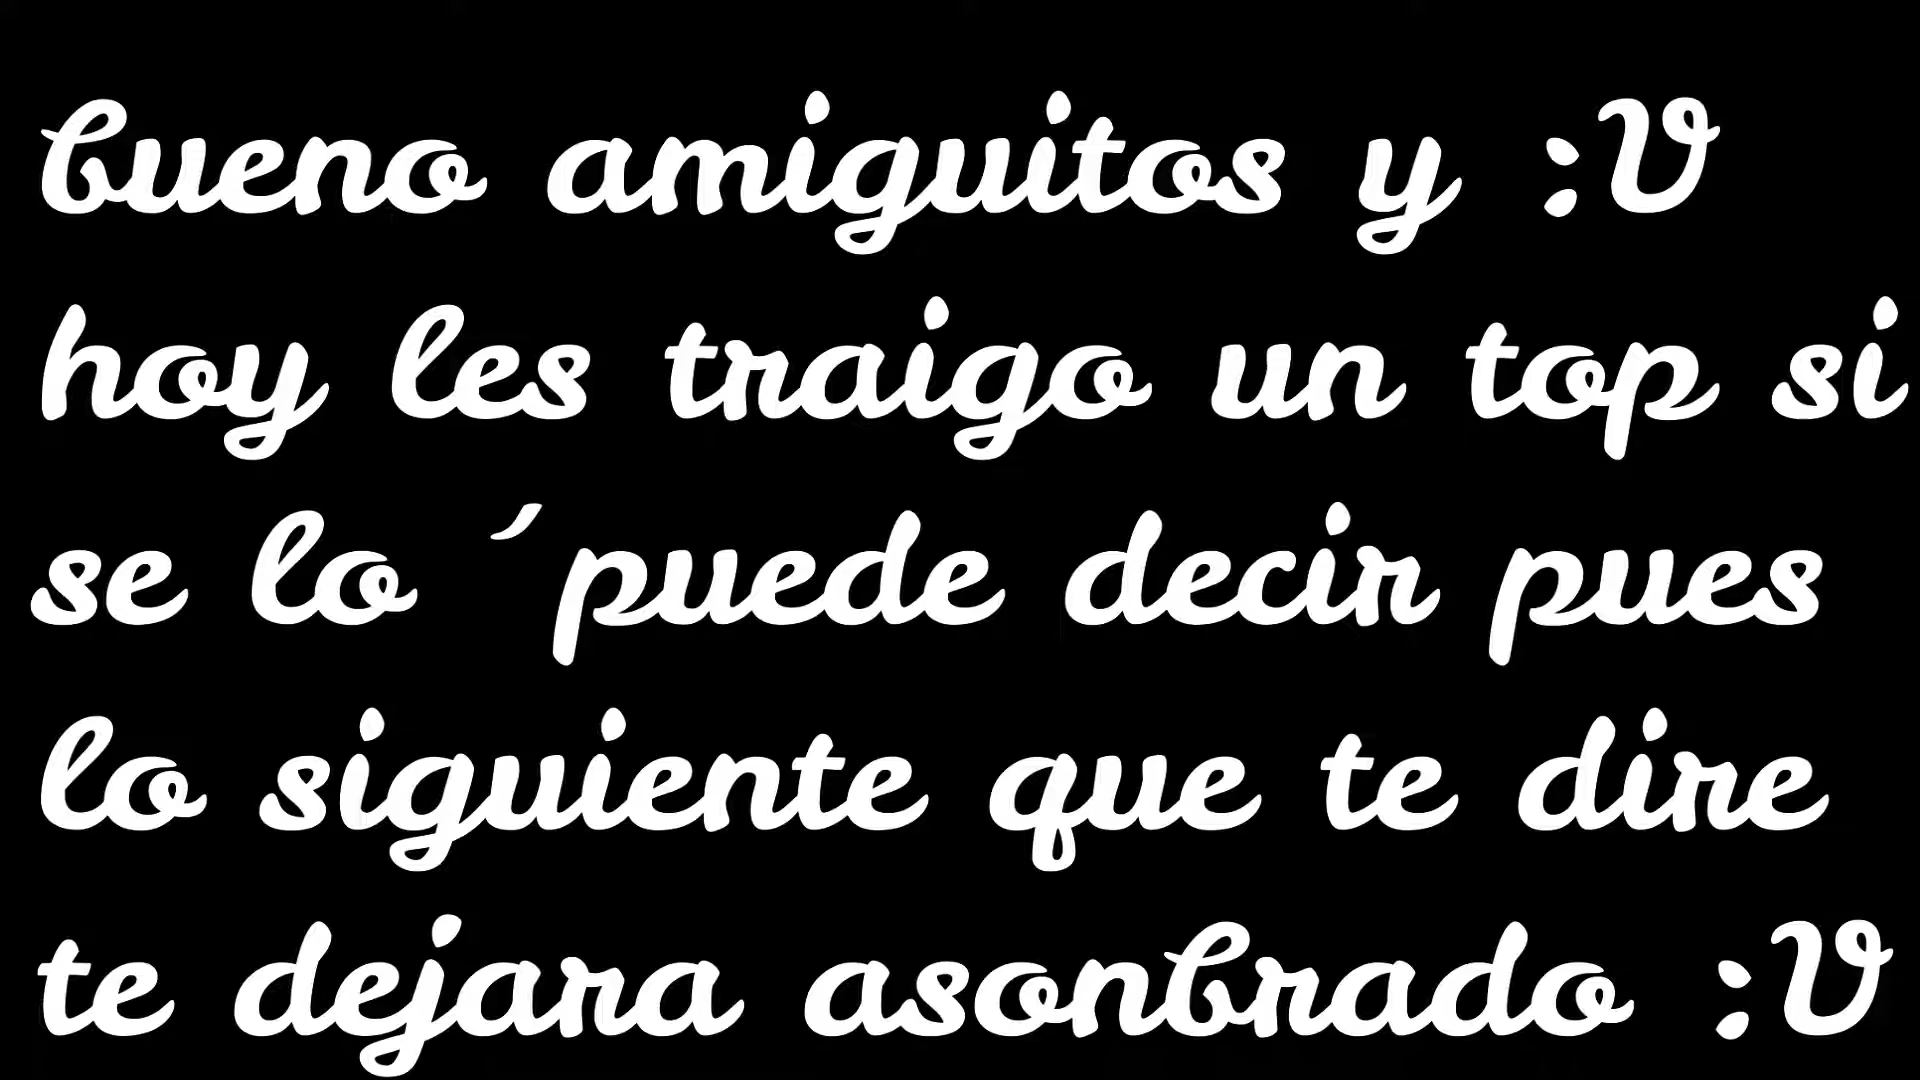 bueno amiguitos y :V
hoy les traigo un top si
se lo ´puede decir pues
lo siguiente que te dire
te dejara asonbrado :V